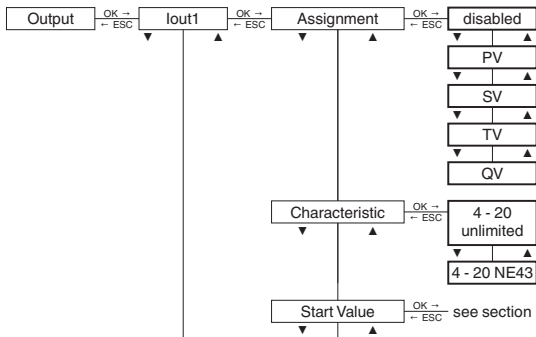 Output OK → ← ESC Iout1 OK → ← ESC Assignment OK → ← ESC disabled
▼ ▲ ▼ ▲ ▼ ▲
PV
▼ ▲
SV
▼ ▲
TV
▼ ▲
QV
Characteristic OK → ← ESC 4 - 20
unlimited
▼ ▲ ▼ ▲
4 - 20 NE43
Start Value OK → ← ESC see section
▼ ▲